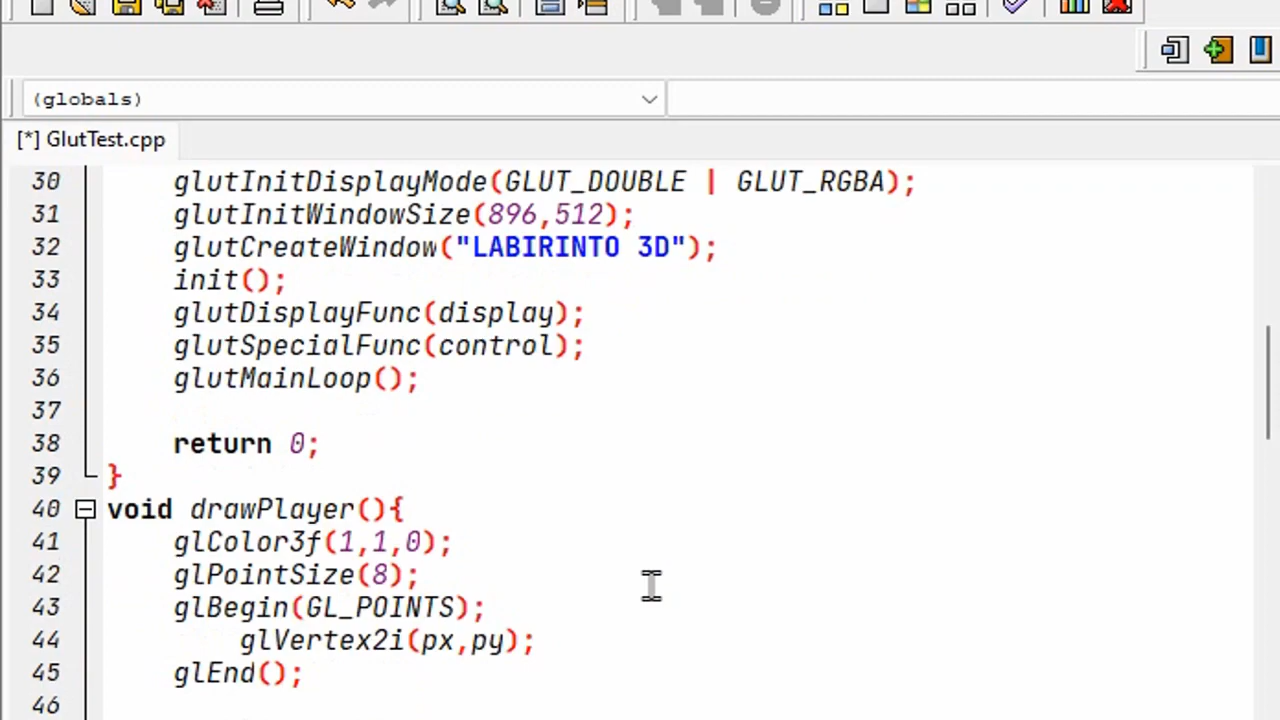 (globals)
[*] GlutTest.cpp
30 glutInitDisplayMode(GLUT_DOUBLE | GLUT_RGBA);
31 glutInitWindowSize(896,512);
32 glutCreateWindow("LABIRINTO 3D");
33 init();
34 glutDisplayFunc(display);
35 glutSpecialFunc(control);
36 glutMainLoop();
37
38 return 0;
39 }
40 void drawPlayer(){
41 glColor3f(1,1,0);
42 glPointSize(8);
43 glBegin(GL_POINTS);
44 glVertex2i(px,py);
45 glEnd();
46